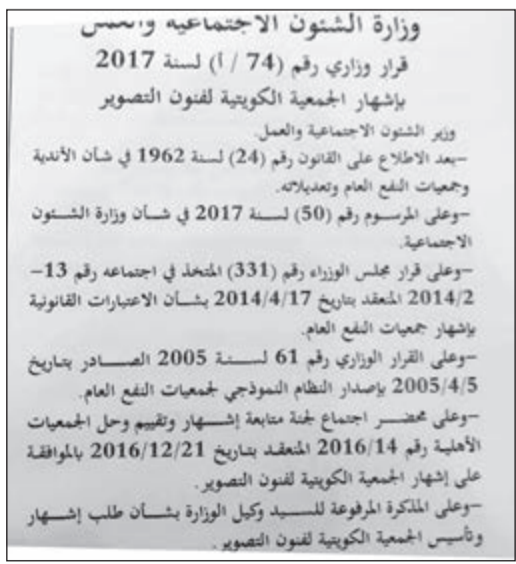 وزارة الشئون الاجتماعية والعمل
قرار وزاري رقم (74 / أ) لسنة 2017
بإشهار الجمعية الكويتية لفنون التصوير
وزير الشئون الاجتماعية والعمل.
–بعد الاطلاع على القانون رقم (24) لسنة 1962 في شأن الأندية
وجمعيات النفع العام وتعديلاته.
–وعلى المرسوم رقم (50) لسنة 2017 في شأن وزارة الشئون
الاجتماعية.
–وعلى قرار مجلس الوزراء رقم (331) المتخذ في اجتماعه رقم 13–
2014/2 المنعقد بتاريخ 2014/4/17 بشأن الاعتبارات القانونية
بإشهار جمعيات النفع العام.
–وعلى القرار الوزاري رقم 61 لسنة 2005 الصادر بتاريخ
2005/4/5 بإصدار النظام النموذجي لجمعيات النفع العام.
–وعلى محضر اجتماع لجنة متابعة إشهار وتقييم وحل الجمعيات
الأهلية رقم 2016/14 المنعقد بتاريخ 2016/12/21 بالموافقة
على إشهار الجمعية الكويتية لفنون التصوير.
–وعلى المذكرة المرفوعة للسيد وكيل الوزارة بشأن طلب إشهار
وتأسيس الجمعية الكويتية لفنون التصوير.